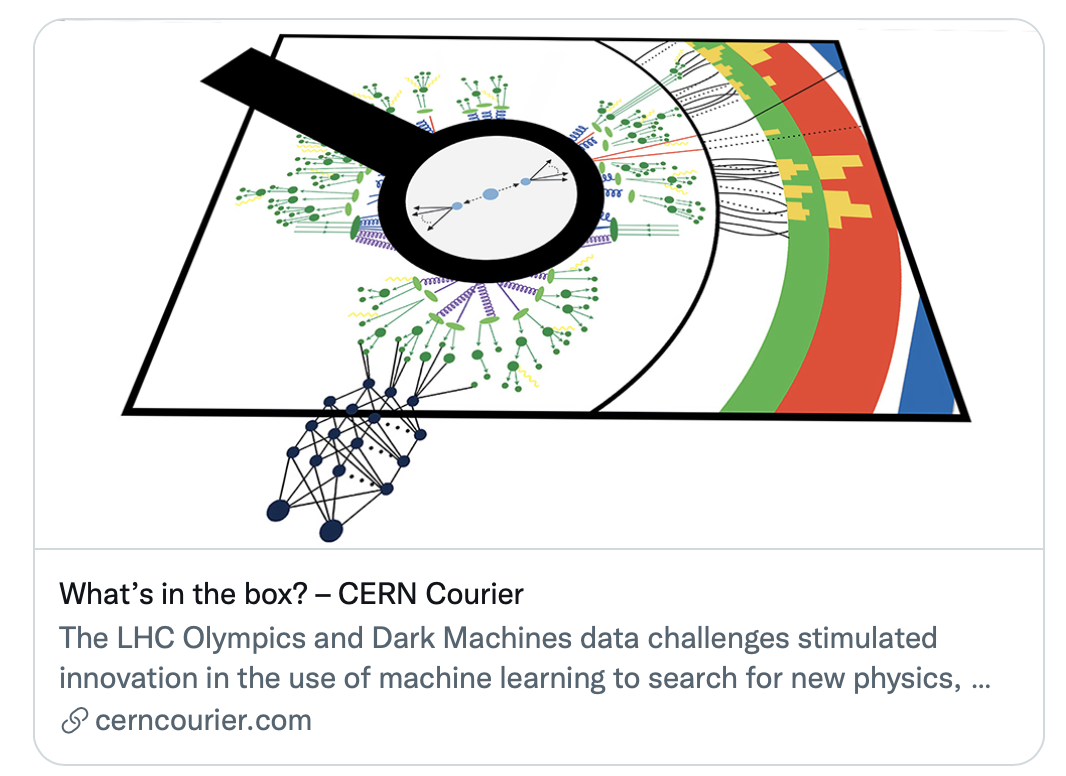 What’s in the box? – CERN Courier
The LHC Olympics and Dark Machines data challenges stimulated
innovation in the use of machine learning to search for new physics, ...
cerncourier.com